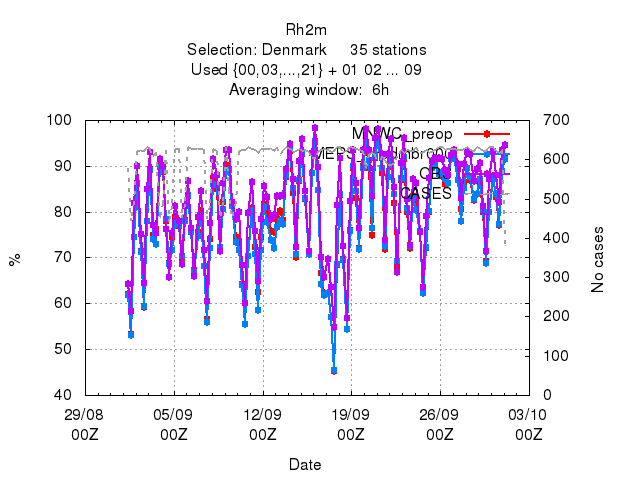 Rh2m
Selection: Denmark 35 stations
Used {00,03,...,21} + 01 02 ... 09
Averaging window: 6h
MNWC_preop
OBS
CASES
100
90
80
70
60
50
40
%
700
600
500
400
300
200
100
0
No cases
29/08 05/09 12/09 19/09 26/09 03/10
00Z 00Z 00Z 00Z 00Z 00Z
Date